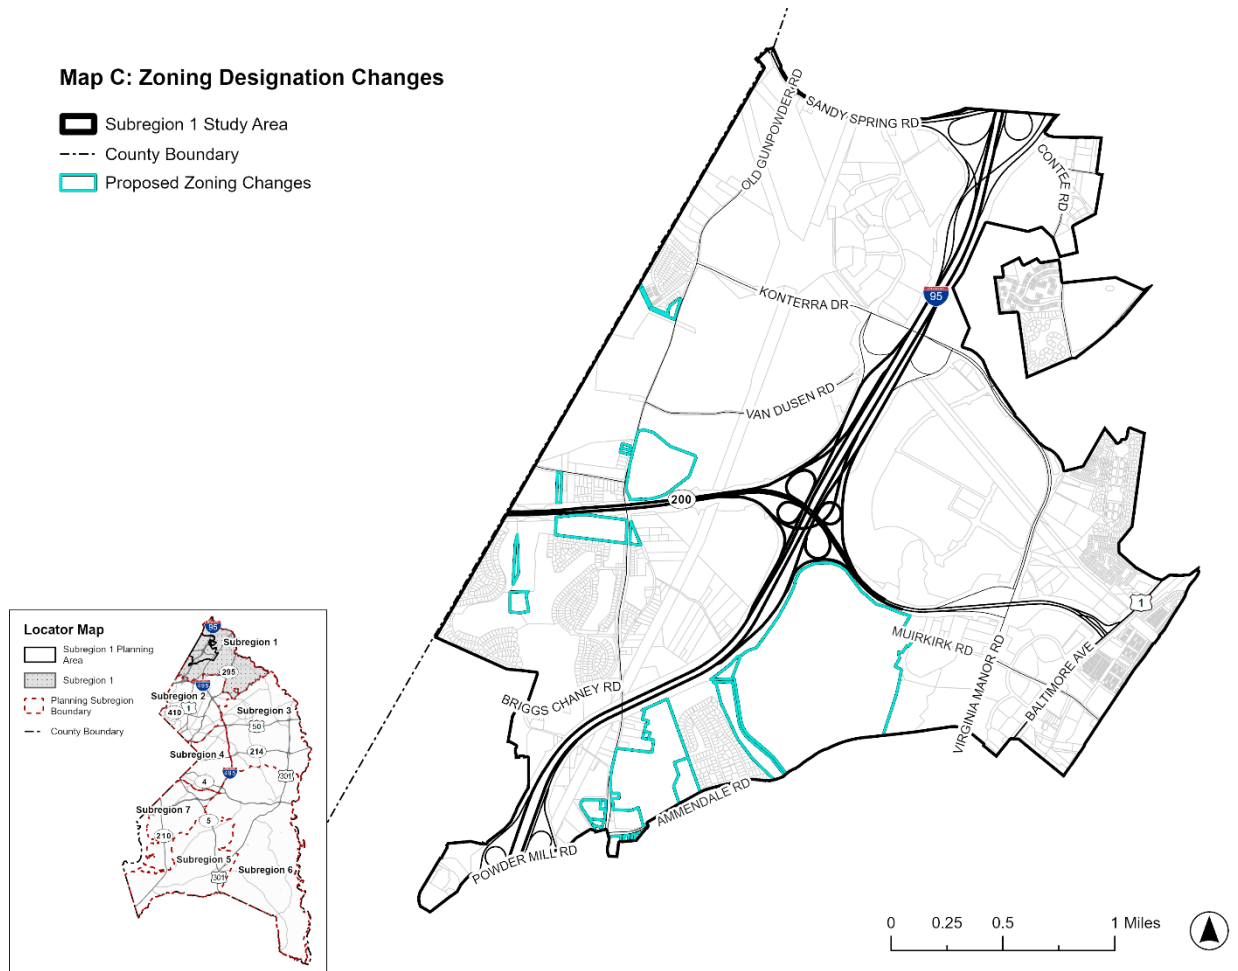 Map C: Zoning Designation Changes
Subregion 1 Study Area
County Boundary
Proposed Zoning Changes
SANDY SPRING RD
OLD GUNPOWDER RD
CONTEE RD
KONTERRA DR
95
VAN DUSEN RD
200
1
MUIRKIRK RD
VIRGINIA MANOR RD
BALTIMORE AVE
BRIGGS CHANEY RD
AMMENDALE RD
POWDER MILL RD
Locator Map
Subregion 1 Planning
Area
Subregion 1
Planning Subregion
Boundary
County Boundary
95
Subregion 1
295
495
Subregion 2
410
1
Subregion 3
50
Subregion 4
214
495
301
4
Subregion 7
5
210
Subregion 5
Subregion 6
301
0 0.25 0.5 1 Miles